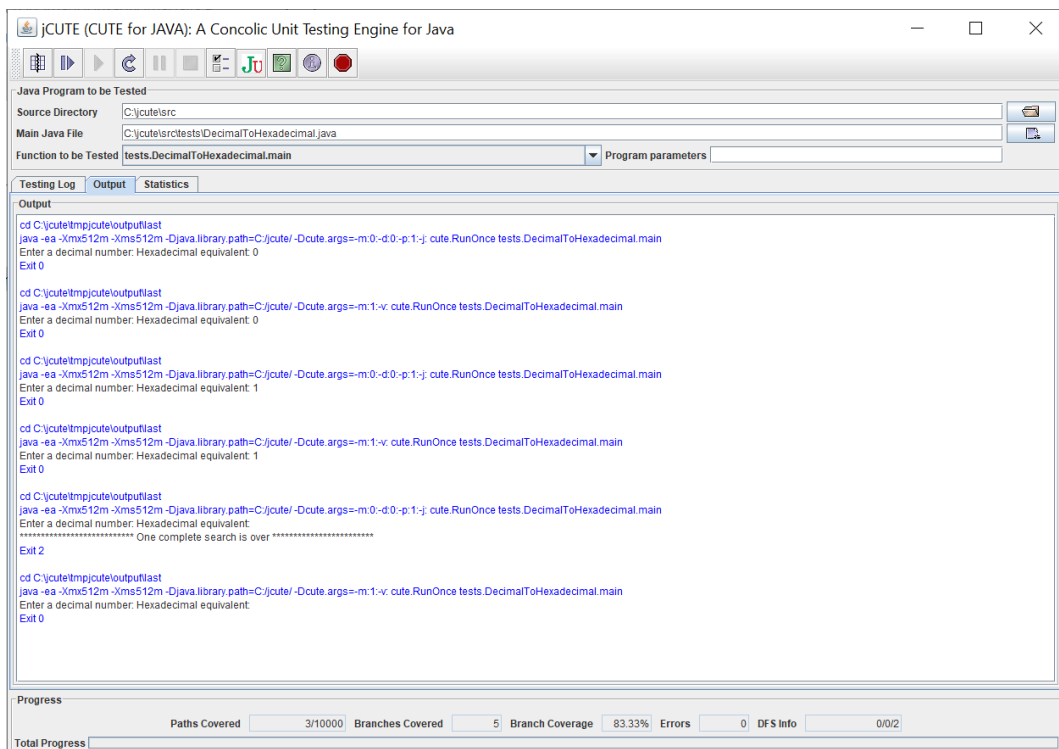 jCUTE (CUTE for JAVA): A Concolic Unit Testing Engine for Java
JU
Java Program to be Tested
Source Directory C:\jcute\src
Main Java File C:\jcute\src\tests\DecimalToHexadecimal.java
Function to be Tested tests.DecimalToHexadecimal.main Program parameters
Testing Log Output Statistics
Output
cd C:\jcute\tmpjcute\output\last
java -ea -Xmx512m -Xms512m -Djava.library.path=C:/jcute/ -Dcute.args=-m:0:-d:0:-p:1:-j: cute.RunOnce tests.DecimalToHexadecimal.main
Enter a decimal number: Hexadecimal equivalent: 0
Exit 0
cd C:\jcute\tmpjcute\output\last
java -ea -Xmx512m -Xms512m -Djava.library.path=C:/jcute/ -Dcute.args=-m:1:-v: cute.RunOnce tests.DecimalToHexadecimal.main
Enter a decimal number: Hexadecimal equivalent: 0
Exit 0
cd C:\jcute\tmpjcute\output\last
java -ea -Xmx512m -Xms512m -Djava.library.path=C:/jcute/ -Dcute.args=-m:0:-d:0:-p:1:-j: cute.RunOnce tests.DecimalToHexadecimal.main
Enter a decimal number: Hexadecimal equivalent: 1
Exit 0
cd C:\jcute\tmpjcute\output\last
java -ea -Xmx512m -Xms512m -Djava.library.path=C:/jcute/ -Dcute.args=-m:1:-v: cute.RunOnce tests.DecimalToHexadecimal.main
Enter a decimal number: Hexadecimal equivalent: 1
Exit 0
cd C:\jcute\tmpjcute\output\last
java -ea -Xmx512m -Xms512m -Djava.library.path=C:/jcute/ -Dcute.args=-m:0:-d:0:-p:1:-j: cute.RunOnce tests.DecimalToHexadecimal.main
Enter a decimal number: Hexadecimal equivalent:
*************************** One complete search is over ************************
Exit 2
cd C:\jcute\tmpjcute\output\last
java -ea -Xmx512m -Xms512m -Djava.library.path=C:/jcute/ -Dcute.args=-m:1:-v: cute.RunOnce tests.DecimalToHexadecimal.main
Enter a decimal number: Hexadecimal equivalent:
Exit 0
Progress
Paths Covered 3/10000 Branches Covered 5 Branch Coverage 83.33% Errors 0 DFS Info 0/0/2
Total Progress